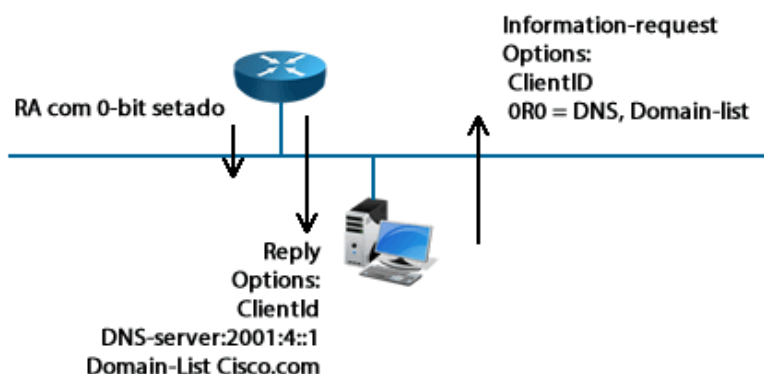 Information-request
Options:
ClientID
0R0 = DNS, Domain-list
RA com 0-bit setado
Reply
Options:
ClientId
DNS-server:2001:4::1
Domain-List Cisco.com